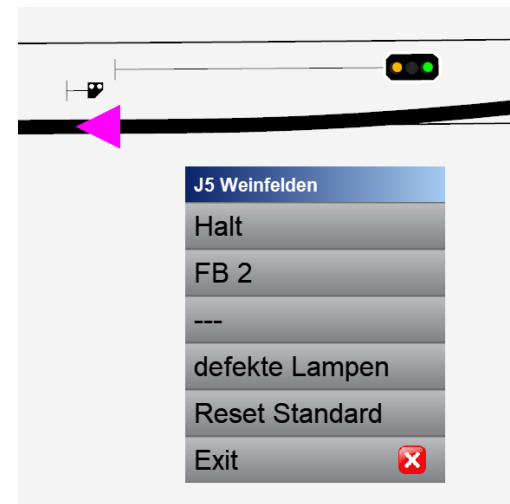 J5 Weinfelden
Halt
FB 2
---
defekte Lampen
Reset Standard
Exit